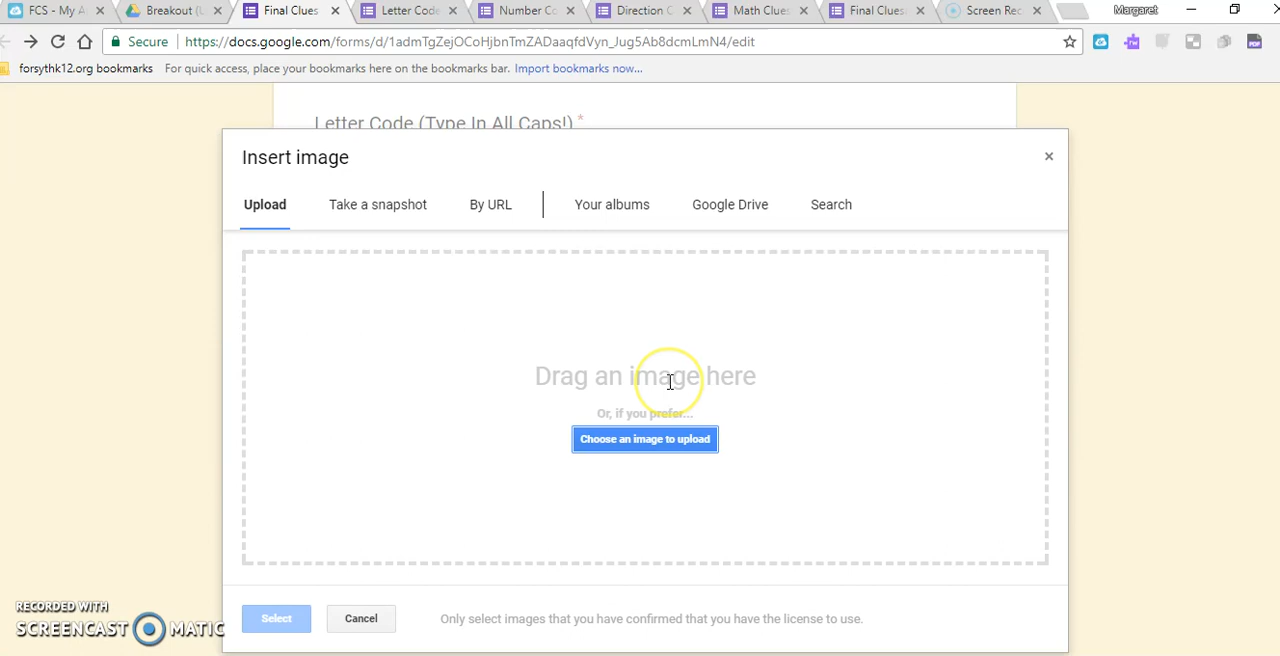 FCS - My A
Breakout (
Final Clues
Letter Code
Number Co
Direction C
Math Clues
Final Clues
Screen Rec
Margaret
Secure
https://docs.google.com/forms/d/1admTgZejOCoHjbnTmZADaaqfdVyn_Jug5Ab8dcmLmN4/edit
forsythk12.org bookmarks For quick access, place your bookmarks here on the bookmarks bar. Import bookmarks now...
Letter Code (Type In All Caps!) *
Insert image
Upload Take a snapshot By URL Your albums Google Drive Search
Drag an image here
Or, if you prefer...
Choose an image to upload
Select Cancel Only select images that you have confirmed that you have the license to use.
RECORDED WITH
SCREENCAST MATIC